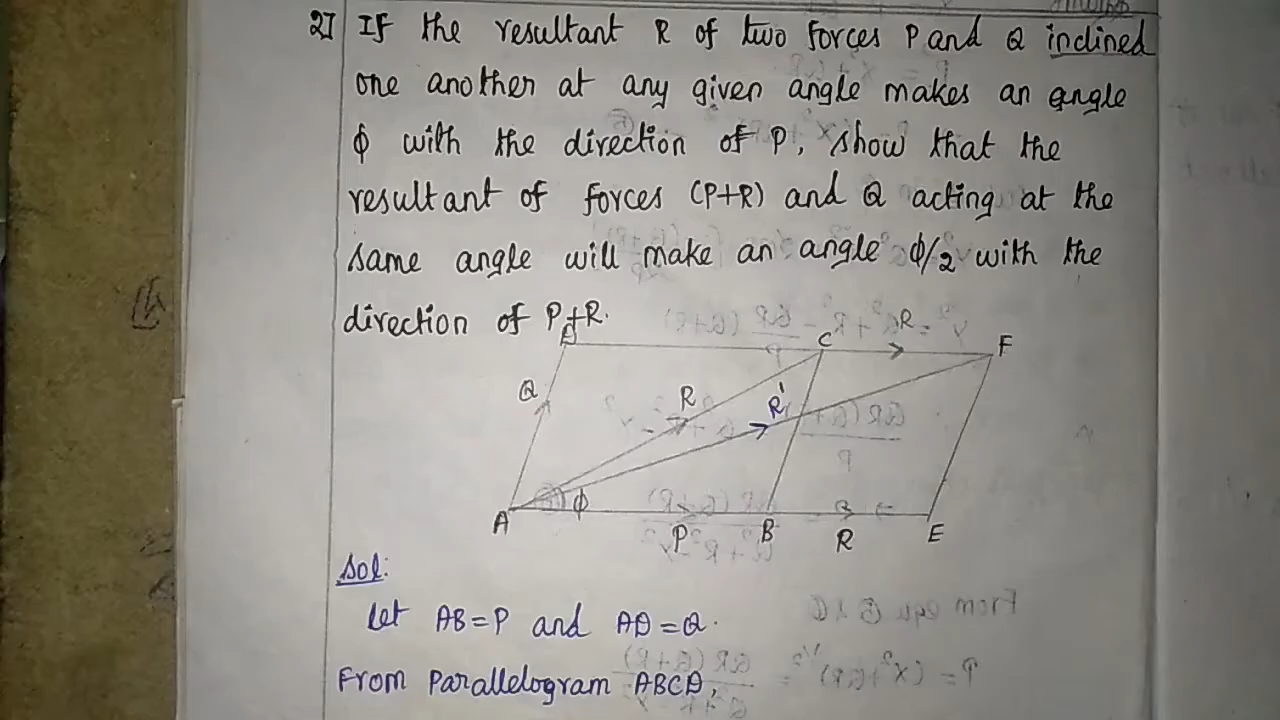 2] If the resultant R of two forces P and Q inclined
one another at any given angle makes an angle
ϕ with the direction of P, show that the
resultant of forces (P+R) and Q acting at the
same angle will make an angle ϕ/2 with the
direction of P+R.
D C R F
Q R R'
A ϕ P B R E
Sol:
Let AB=P and AD=Q.
From Parallelogram ABCD,